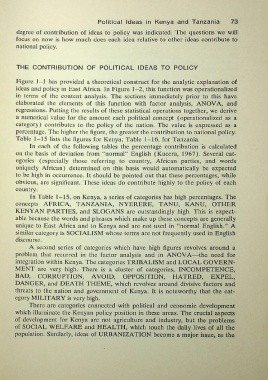 Political Ideas in Kenya and Tanzania 73
degree of contribution of ideas to policy was indicated. The questions we will
focus on now is how much does each idea relative to other ideas contribute to
national policy.
THE CONTRIBUTION OF POLITICAL IDEAS TO POLICY
Figure 1–1 has provided a theoretical construct for the analytic explanation of
ideas and policy in East Africa. In Figure 1–2, this function was operationalized
in terms of the content analysis. The sections immediately prior to this have
elaborated the elements of this function with factor analysis, ANOVA, and
regressions. Putting the results of these statistical operations together, we derive
a numerical value for the amount each political concept (operationalized as a
category) contributes to the policy of the nation. The value is expressed as a
percentage. The higher the figure, the greater the contribution to national policy.
Table 1–15 lists the figures for Kenya; Table 1–16, for Tanzania.
In each of the following tables the percentage contribution is calculated
on the basis of deviation from "normal" English (Kucera, 1967). Several cat-
egories (especially those referring to country, African parties, and words
uniquely African) determined on this basis would automatically be expected
to be high in occurrence. It should be pointed out that these percentages, while
obvious, are significant. These ideas do contribute highly to the policy of each
country.
In Table 1–15, on Kenya, a series of categories has high percentages. The
concepts AFRICA, TANZANIA, NYERERE, TANU, KANU, OTHER
KENYAN PARTIES, and SLOGANS are outstandingly high. This is expect-
able because the words and phrases which make up these concepts are generally
unique to East Africa and to Kenya and are not used in "normal English." A
similar category is SOCIALISM whose terms are not frequently used in English
discourse.
A second series of categories which have high figures revolves around a
problem that recurred in the factor analysis and in ANOVA—the need for
integration within Kenya. The categories TRIBALISM and LOCAL GOVERN-
MENT are very high. There is a cluster of categories, INCOMPETENCE,
BAD, CORRUPTION, AVOID, OPPOSITION, HATRED, EXPEL,
DANGER, and DEATH THEME, which revolves around divisive factors and
threats to the nation and government of Kenya. It is noteworthy that the cat-
egory MILITARY is very high.
There are categories connected with political and economic development
which illuminate the Kenyan policy position in these areas. The crucial aspects
of development for Kenya are not agriculture and industry, but the problems
of SOCIAL WELFARE and HEALTH, which touch the daily lives of all the
population. Similarly, ideas of URBANIZATION become a major issue, as the